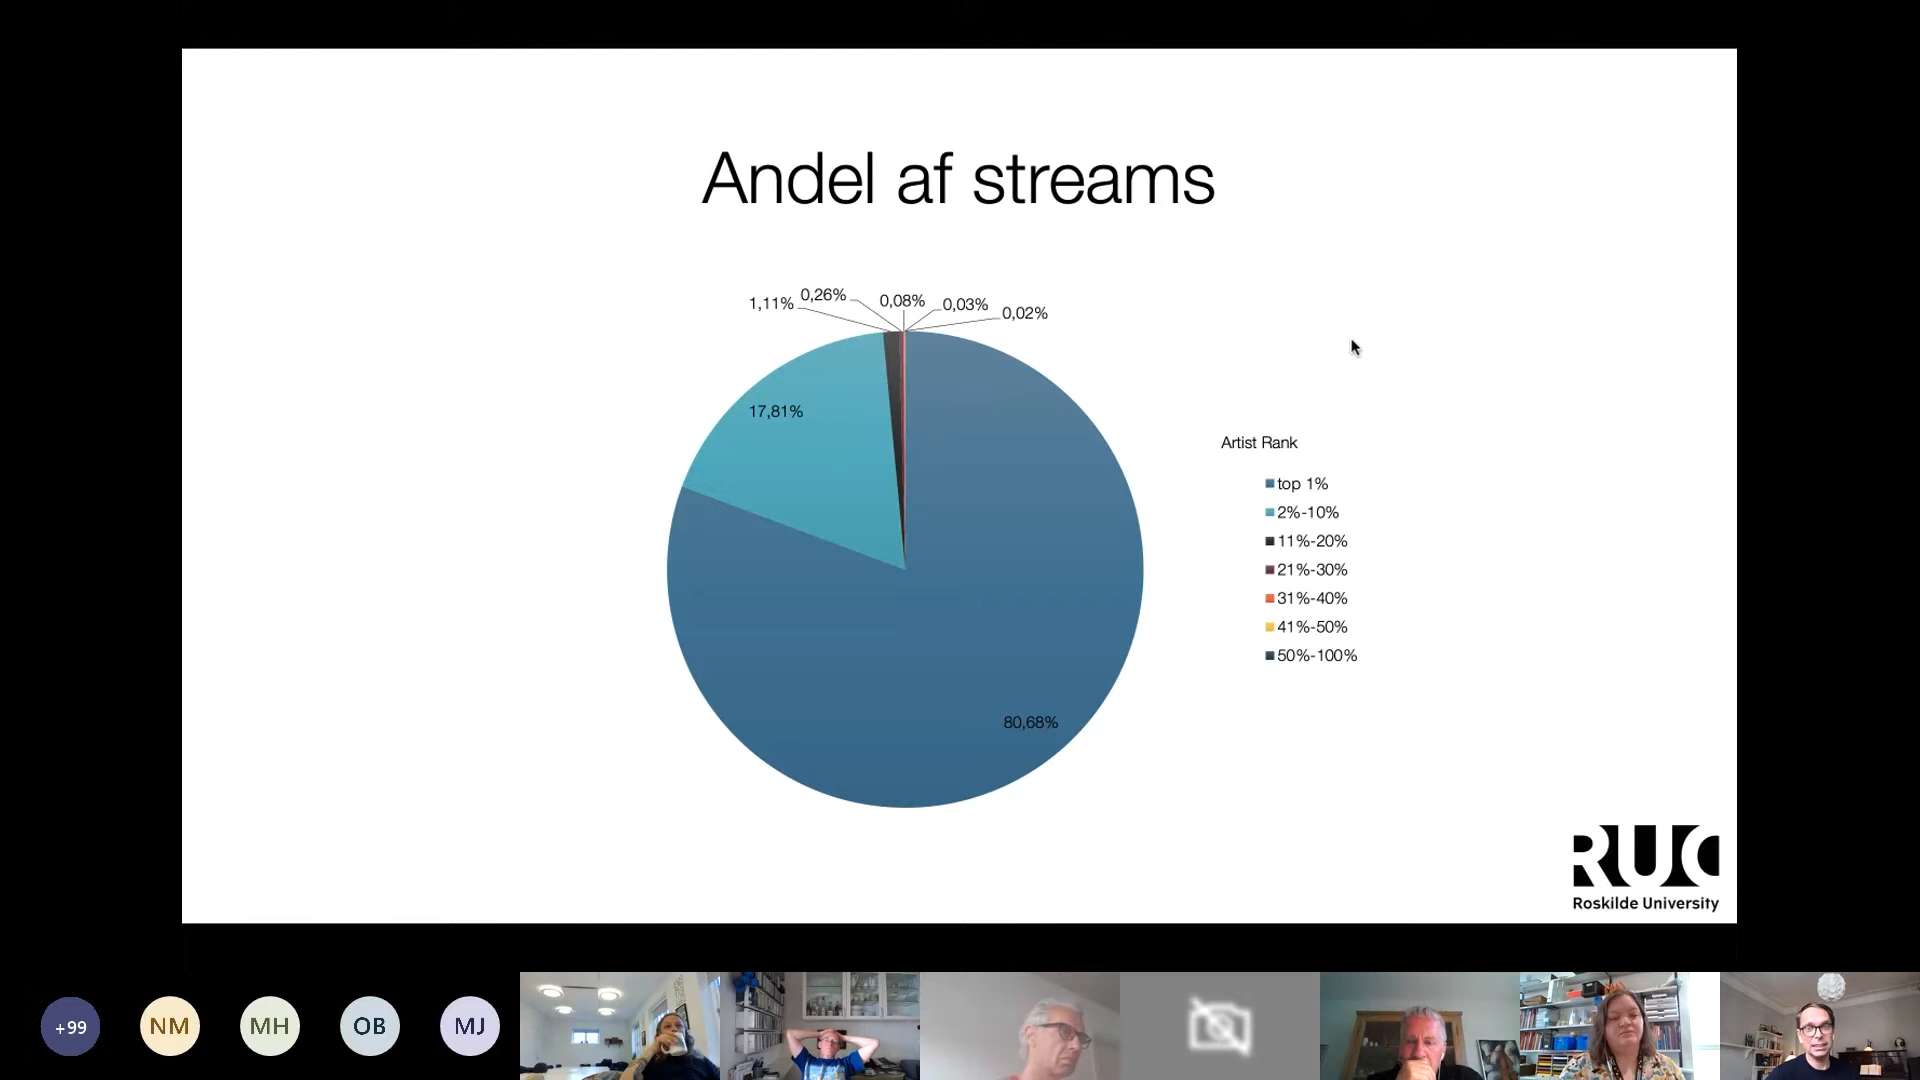 Andel af streams
1,11%
0,26%
0,08%
0,03%
0,02%
17,81%
80,68%
Artist Rank
top 1%
2%-10%
11%-20%
21%-30%
31%-40%
41%-50%
50%-100%
RUC
Roskilde University
+99
NM
MH
OB
MJ